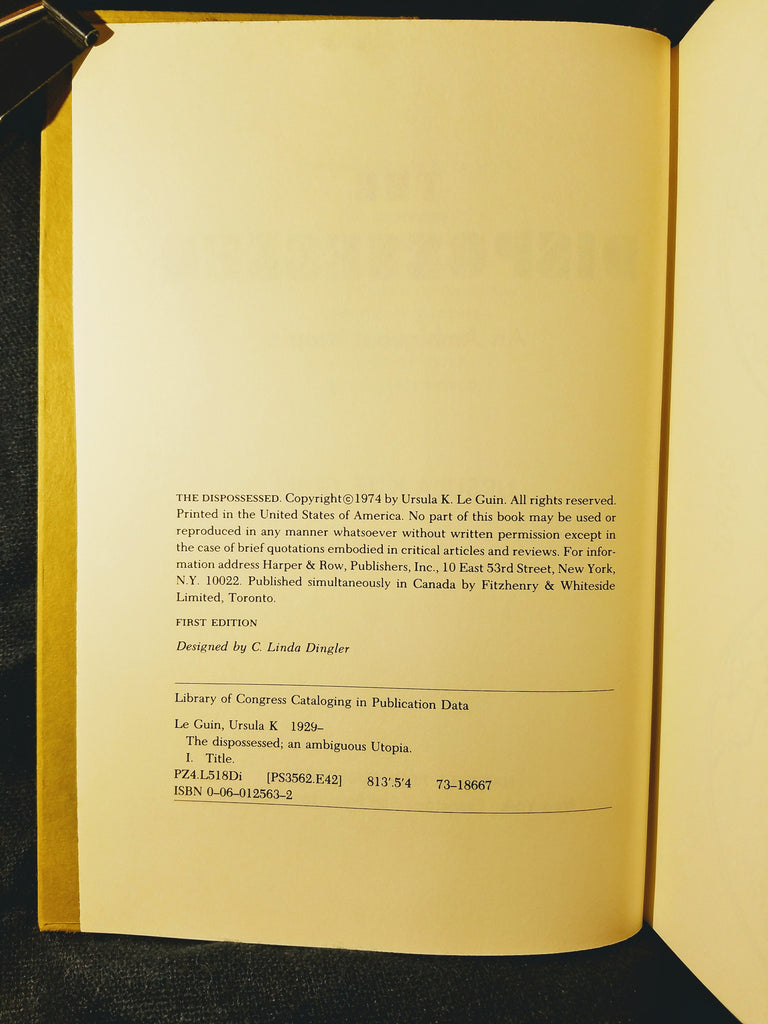 THE DISPOSSESSED. Copyright © 1974 by Ursula K. Le Guin. All rights reserved.
Printed in the United States of America. No part of this book may be used or
reproduced in any manner whatsoever without written permission except in
the case of brief quotations embodied in critical articles and reviews. For infor-
mation address Harper & Row, Publishers, Inc., 10 East 53rd Street, New York,
N.Y. 10022. Published simultaneously in Canada by Fitzhenry & Whiteside
Limited, Toronto.
FIRST EDITION
Designed by C. Linda Dingler
Library of Congress Cataloging in Publication Data
Le Guin, Ursula K 1929–
The dispossessed; an ambiguous Utopia.
I. Title.
PZ4.L518Di [PS3562.E42] 813'.5'4 73–18667
ISBN 0–06–012563–2